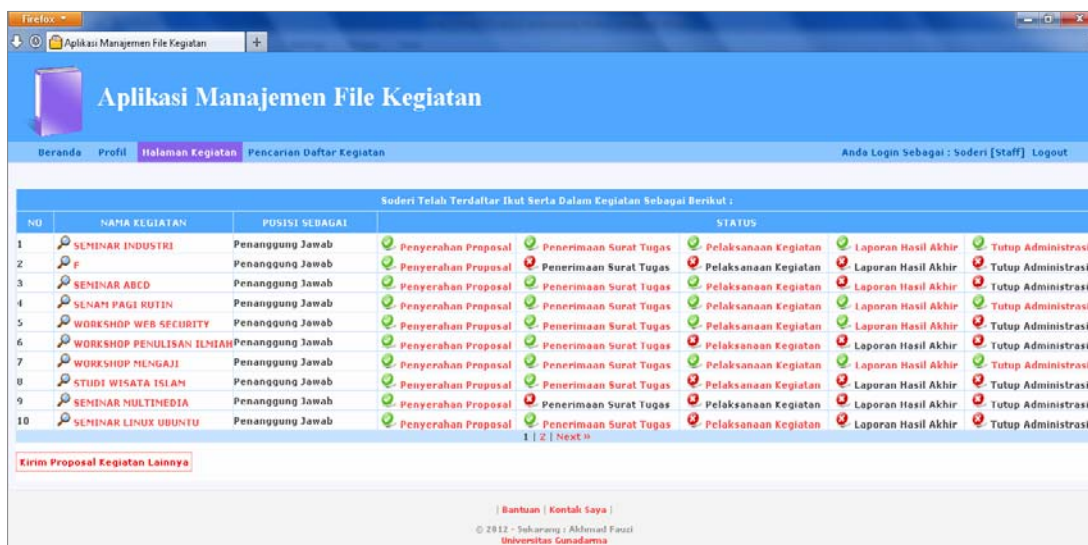 Firefox
Aplikasi Manajemen File Kegiatan
Aplikasi Manajemen File Kegiatan
Beranda Profil Halaman Kegiatan Pencarian Daftar Kegiatan Anda Login Sebagai : Soderi [Staff] Logout
Soderi Telah Terdaftar Ikut Serta Dalam Kegiatan Sebagai Berikut :
NO NAMA KEGIATAN POSISI SEBAGAI STATUS
1 SEMINAR INDUSTRI Penanggung Jawab Penyerahan Proposal Penerimaan Surat Tugas Pelaksanaan Kegiatan Laporan Hasil Akhir Tutup Administrasi
2 F Penanggung Jawab Penyerahan Proposal Penerimaan Surat Tugas Pelaksanaan Kegiatan Laporan Hasil Akhir Tutup Administrasi
3 SEMINAR ABCD Penanggung Jawab Penyerahan Proposal Penerimaan Surat Tugas Pelaksanaan Kegiatan Laporan Hasil Akhir Tutup Administrasi
4 SENAM PAGI RUTIN Penanggung Jawab Penyerahan Proposal Penerimaan Surat Tugas Pelaksanaan Kegiatan Laporan Hasil Akhir Tutup Administrasi
5 WORKSHOP WEB SECURITY Penanggung Jawab Penyerahan Proposal Penerimaan Surat Tugas Pelaksanaan Kegiatan Laporan Hasil Akhir Tutup Administrasi
6 WORKSHOP PENULISAN ILMIAH Penanggung Jawab Penyerahan Proposal Penerimaan Surat Tugas Pelaksanaan Kegiatan Laporan Hasil Akhir Tutup Administrasi
7 WORKSHOP MENGAJI Penanggung Jawab Penyerahan Proposal Penerimaan Surat Tugas Pelaksanaan Kegiatan Laporan Hasil Akhir Tutup Administrasi
8 STUDI WISATA ISLAM Penanggung Jawab Penyerahan Proposal Penerimaan Surat Tugas Pelaksanaan Kegiatan Laporan Hasil Akhir Tutup Administrasi
9 SEMINAR MULTIMEDIA Penanggung Jawab Penyerahan Proposal Penerimaan Surat Tugas Pelaksanaan Kegiatan Laporan Hasil Akhir Tutup Administrasi
10 SEMINAR LINUX UBUNTU Penanggung Jawab Penyerahan Proposal Penerimaan Surat Tugas Pelaksanaan Kegiatan Laporan Hasil Akhir Tutup Administrasi
1 | 2 | Next »
Kirim Proposal Kegiatan Lainnya
| Bantuan | Kontak Saya |
© 2012 - Sekarang : Akhmad Fauzi
Universitas Gunadarma